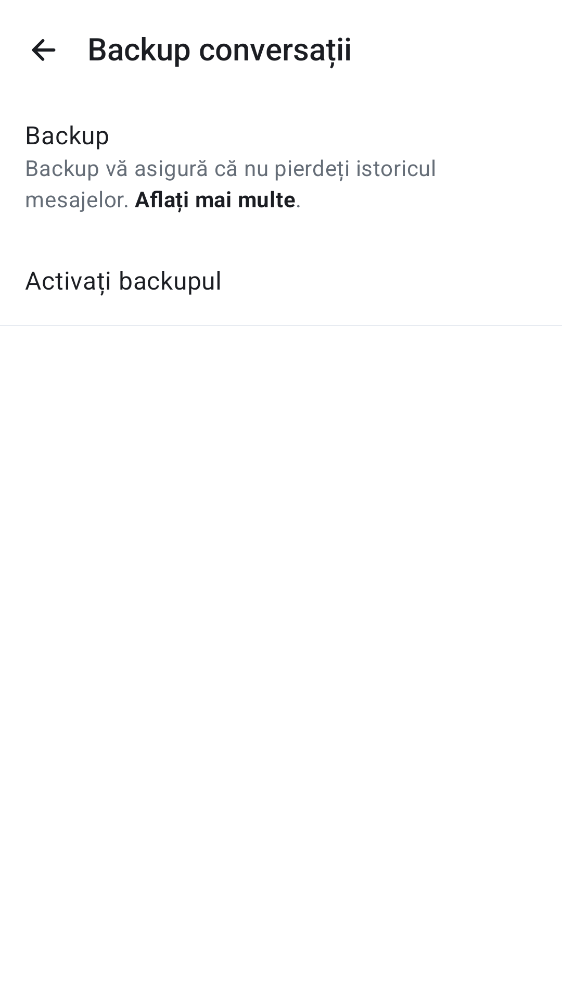 Backup conversații
Backup
Backup vă asigură că nu pierdeți istoricul
mesajelor. Aflați mai multe.
Activați backupul